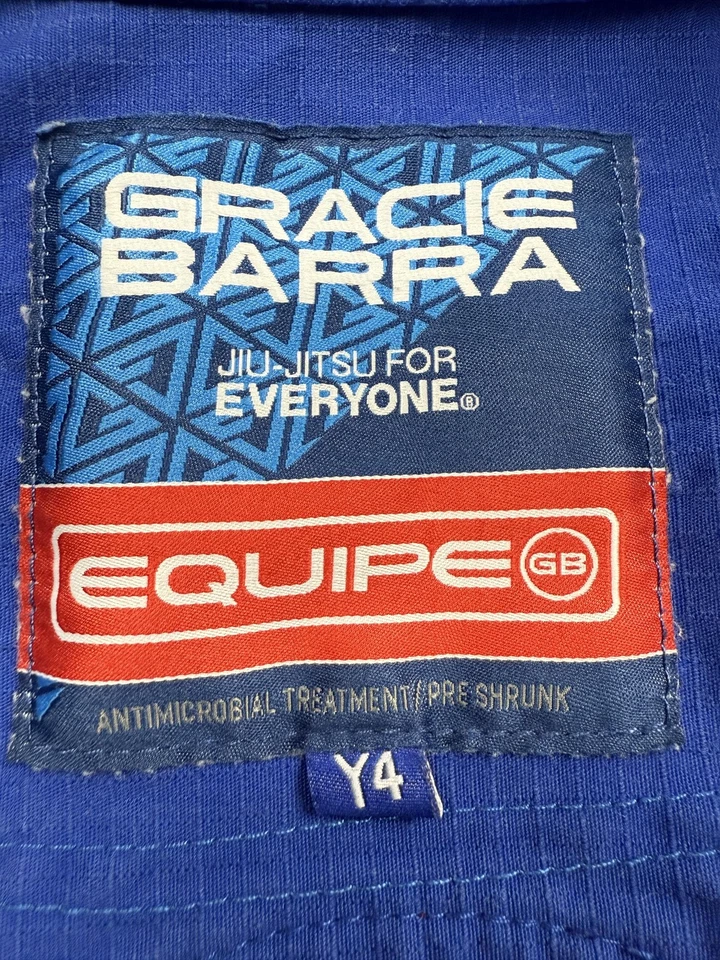 GRACIE
BARRA
JIU-JITSU FOR
EVERYONE®
EQUIPE GB
ANTIMICROBIAL TREATMENT//PRE SHRUNK
Y4